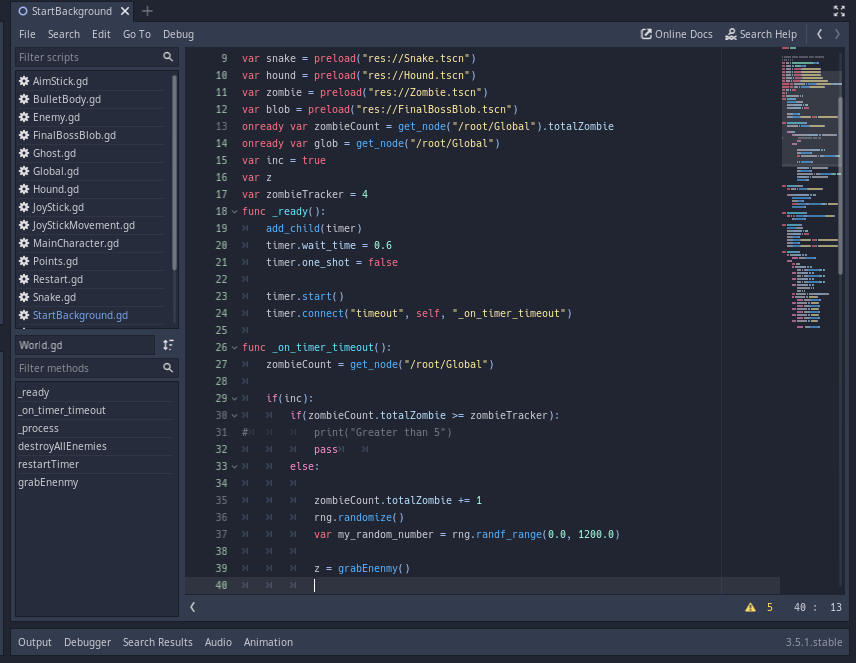 StartBackground
File Search Edit Go To Debug Online Docs Search Help
Filter scripts
AimStick.gd
BulletBody.gd
Enemy.gd
FinalBossBlob.gd
Ghost.gd
Global.gd
Hound.gd
JoyStick.gd
JoyStickMovement.gd
MainCharacter.gd
Points.gd
Restart.gd
Snake.gd
StartBackground.gd
World.gd
Filter methods
_ready
_on_timer_timeout
_process
destroyAllEnemies
restartTimer
grabEnenmy
9 var snake = preload("res://Snake.tscn")
10 var hound = preload("res://Hound.tscn")
11 var zombie = preload("res://Zombie.tscn")
12 var blob = preload("res://FinalBossBlob.tscn")
13 onready var zombieCount = get_node("/root/Global").totalZombie
14 onready var glob = get_node("/root/Global")
15 var inc = true
16 var z
17 var zombieTracker = 4
18 func _ready():
19 add_child(timer)
20 timer.wait_time = 0.6
21 timer.one_shot = false
22
23 timer.start()
24 timer.connect("timeout", self, "_on_timer_timeout")
25
26 func _on_timer_timeout():
27 zombieCount = get_node("/root/Global")
28
29 if(inc):
30 if(zombieCount.totalZombie >= zombieTracker):
31 # print("Greater than 5")
32 pass
33 else:
34
35 zombieCount.totalZombie += 1
36 rng.randomize()
37 var my_random_number = rng.randf_range(0.0, 1200.0)
38
39 z = grabEnenmy()
40
5 40 : 13
Output Debugger Search Results Audio Animation 3.5.1.stable